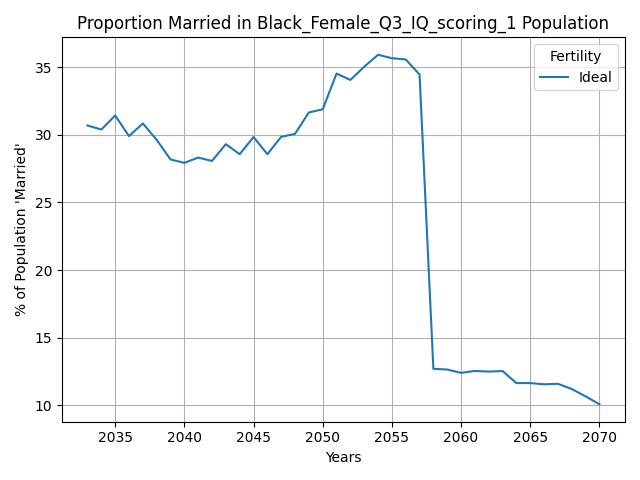 Proportion Married in Black_Female_Q3_IQ_scoring_1 Population
Fertility
Ideal
% of Population 'Married'
35
30
25
20
15
10
2035 2040 2045 2050 2055 2060 2065 2070
Years